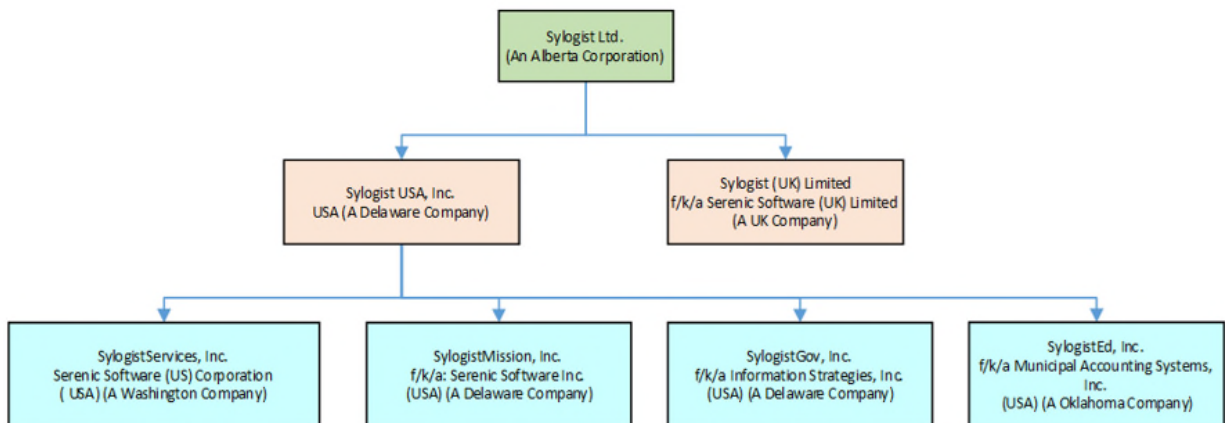 Sylogist Ltd.
(An Alberta Corporation)
Sylogist USA, Inc.
USA (A Delaware Company)
Sylogist (UK) Limited
f/k/a Serenic Software (UK) Limited
(A UK Company)
SylogistServices, Inc.
Serenic Software (US) Corporation
( USA) (A Washington Company)
SylogistMission, Inc.
f/k/a: Serenic Software Inc.
(USA) (A Delaware Company)
SylogistGov, Inc.
f/k/a Information Strategies, Inc.
(USA) (A Delaware Company)
SylogistEd, Inc.
f/k/a Municipal Accounting Systems,
Inc.
(USA) (A Oklahoma Company)